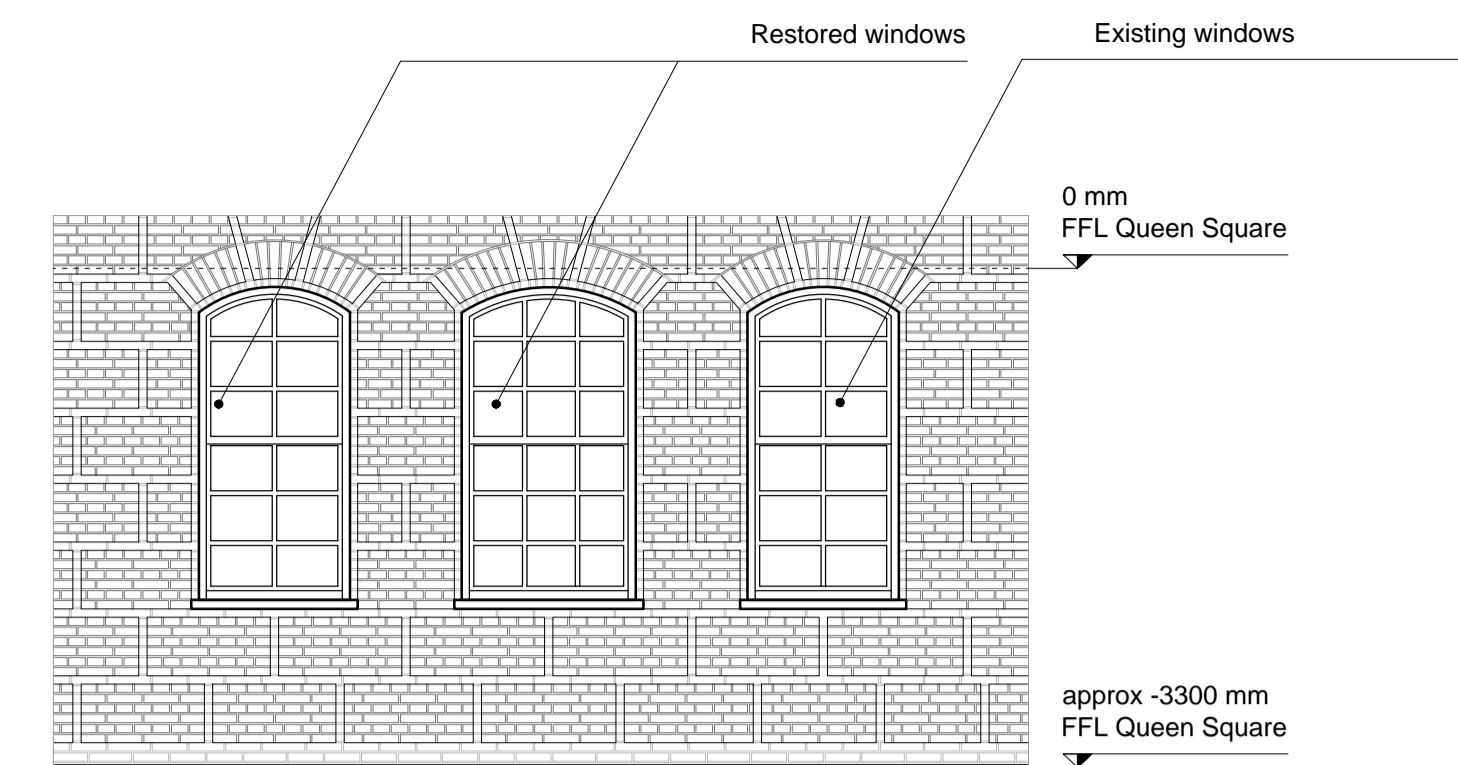 Restored windows
Existing windows
0 mm
FFL Queen Square
approx -3300 mm
FFL Queen Square